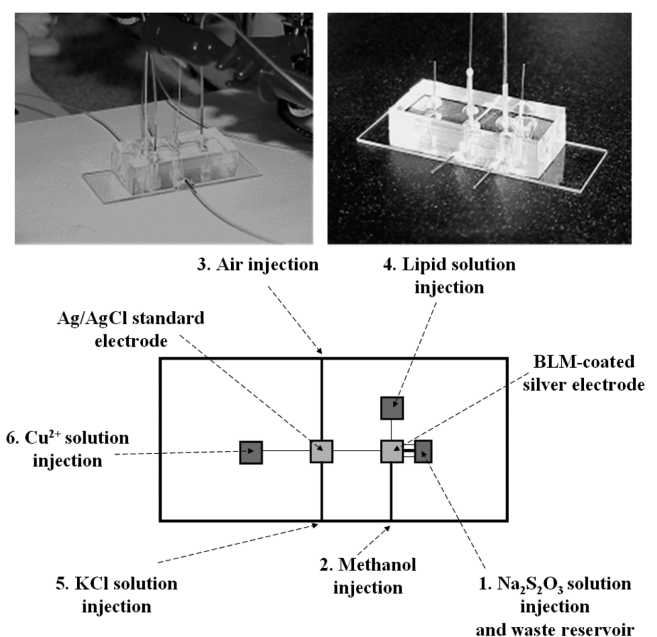 3. Air injection
4. Lipid solution
injection
Ag/AgCl standard
electrode
BLM-coated
silver electrode
6. Cu²⁺ solution
injection
2. Methanol
injection
5. KCl solution
injection
1. Na₂S₂O₃ solution
injection
and waste reservoir